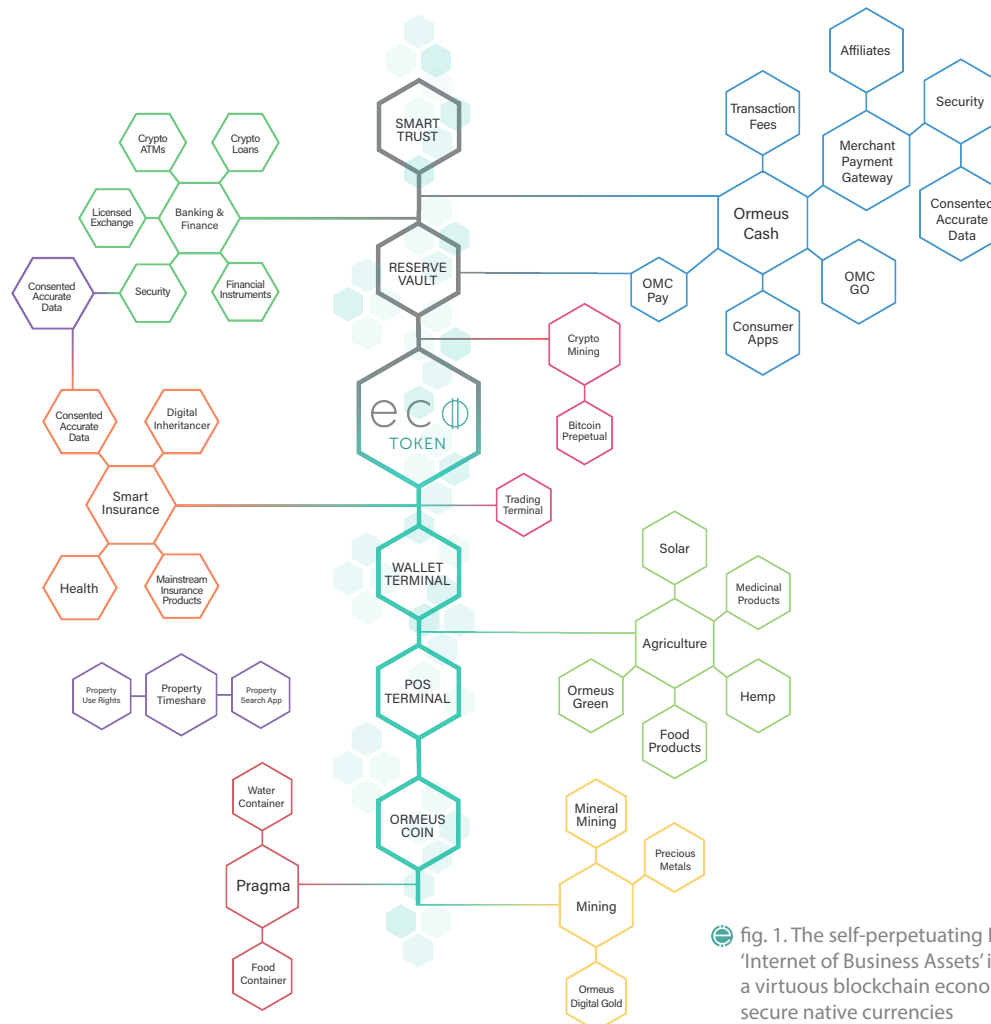 SMART
TRUST
Affiliates
Transaction
Fees
Security
Merchant
Payment
Gateway
Crypto
ATMs
Crypto
Loans
Licensed
Exchange
Banking &
Finance
Ormeus
Cash
Consented
Accurate
Data
Consented
Accurate
Data
Security
Financial
Instruments
RESERVE
VAULT
OMC
Pay
OMC
GO
Consumer
Apps
Crypto
Mining
Bitcoin
Prepetual
eco
TOKEN
Consented
Accurate
Data
Digital
Inheritancer
Smart
Insurance
Trading
Terminal
Health
Mainstream
Insurance
Products
WALLET
TERMINAL
Solar
Medicinal
Products
Agriculture
Ormeus
Green
Hemp
Food
Products
Property
Use Rights
Property
Timeshare
Property
Search App
POS
TERMINAL
Water
Container
Pragma
Food
Container
ORMEUS
COIN
Mineral
Mining
Precious
Metals
Mining
Ormeus
Digital Gold
fig. 1. The self-perpetuating
'Internet of Business Assets'
a virtuous blockchain
secure native currencies